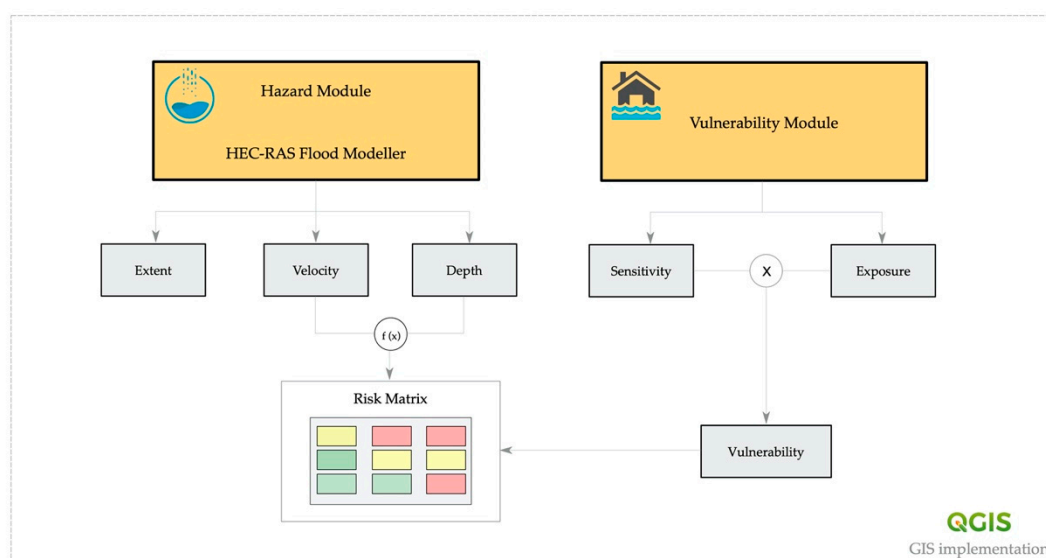 Hazard Module
HEC-RAS Flood Modeller
Vulnerability Module
Extent
Velocity
Depth
Sensitivity
X
Exposure
f (x)
Risk Matrix
Vulnerability
QGIS
GIS implementation